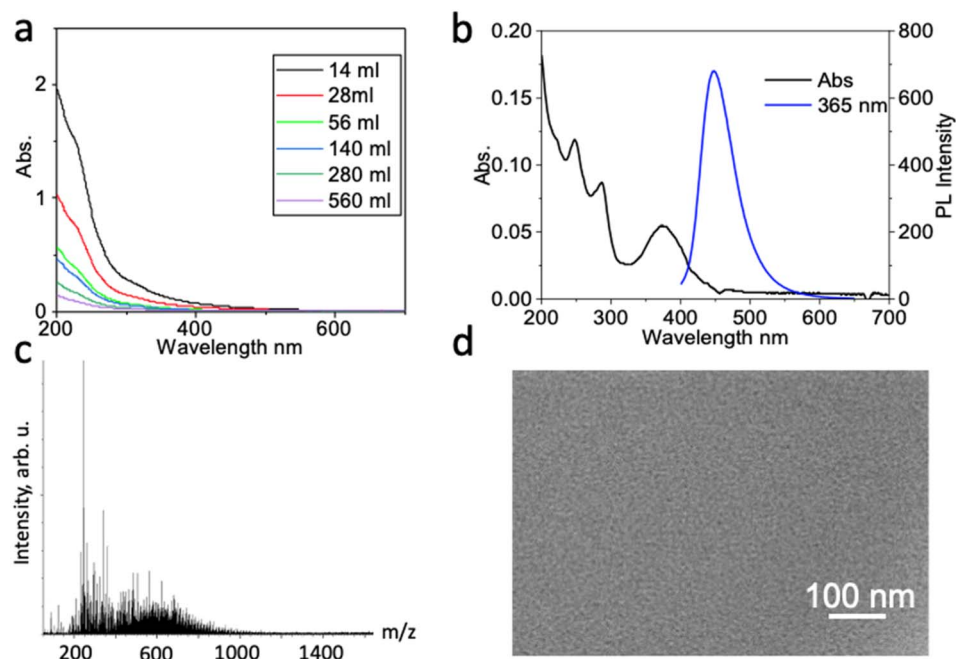 a
2
1
0
200
400
600
Abs.
Wavelength nm
14 ml
28ml
56 ml
140 ml
280 ml
560 ml
b
0.20
0.15
0.10
0.05
0.00
Abs.
800
600
400
200
0
PL Intensity
200 300 400 500 600 700
Wavelength nm
Abs
365 nm
c
Intensity, arb. u.
200 600 1000 1400
m/z
d
100 nm